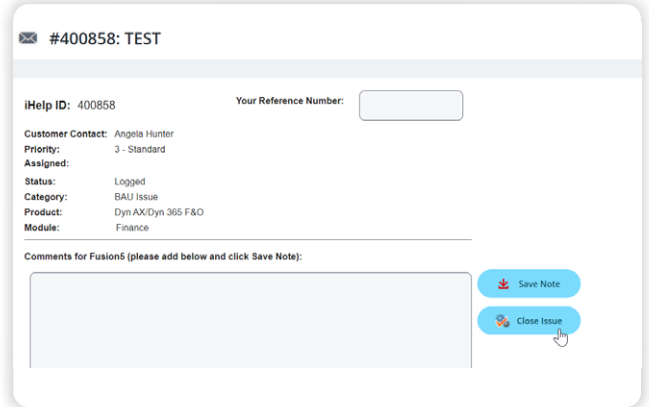 #400858: TEST
iHelp ID: 400858
Your Reference Number:
Customer Contact: Angela Hunter
Priority: 3 - Standard
Assigned:
Status: Logged
Category: BAU Issue
Product: Dyn AX/Dyn 365 F&O
Module: Finance
Comments for Fusion5 (please add below and click Save Note):
Save Note
Close Issue